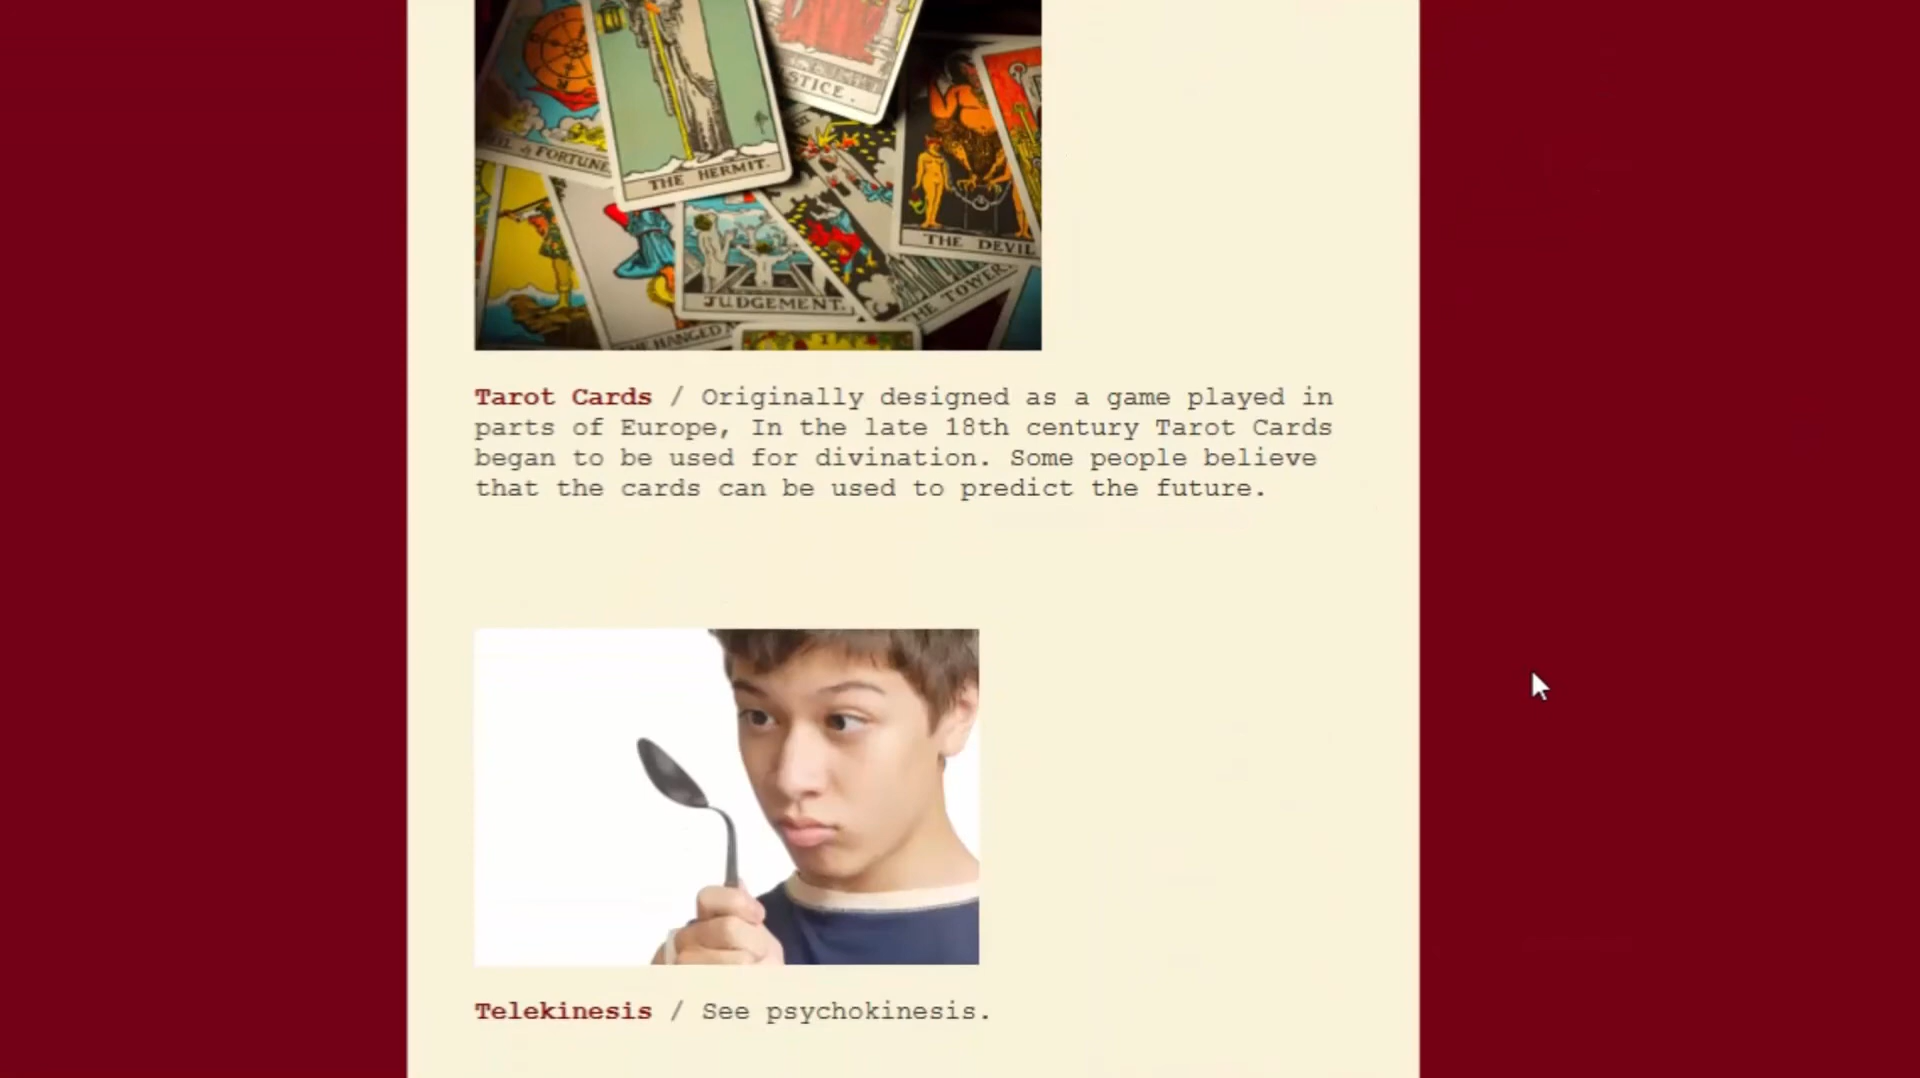 STICE.
FORTUNE
THE HERMIT.
THE DEVIL
JUDGEMENT.
THE TOWER.
HANGED
Tarot Cards / Originally designed as a game played in
parts of Europe, In the late 18th century Tarot Cards
began to be used for divination. Some people believe
that the cards can be used to predict the future.
Telekinesis / See psychokinesis.